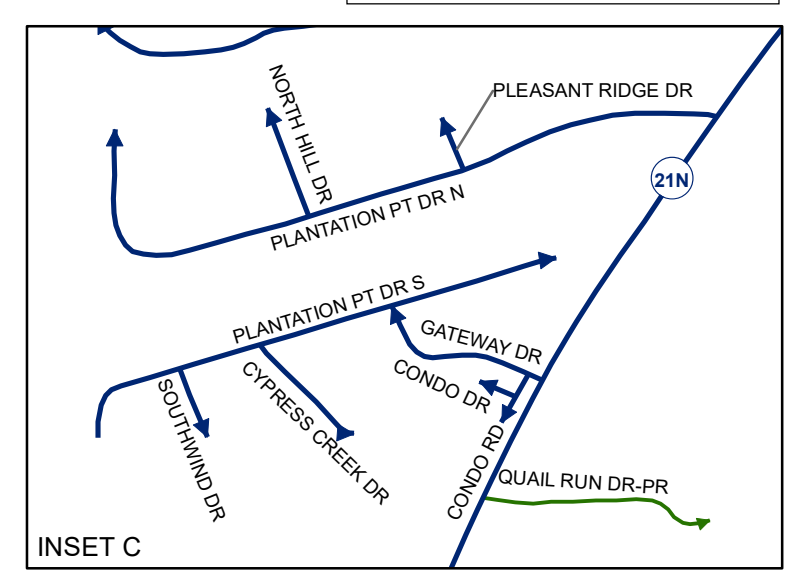 PLEASANT RIDGE DR
NORTH HILL DR
21N
PLANTATION PT DR N
PLANTATION PT DR S
GATEWAY DR
CONDO DR
CYPRESS CREEK DR
SOUTHWIND DR
CONDO RD
QUAIL RUN DR-PR
INSET C